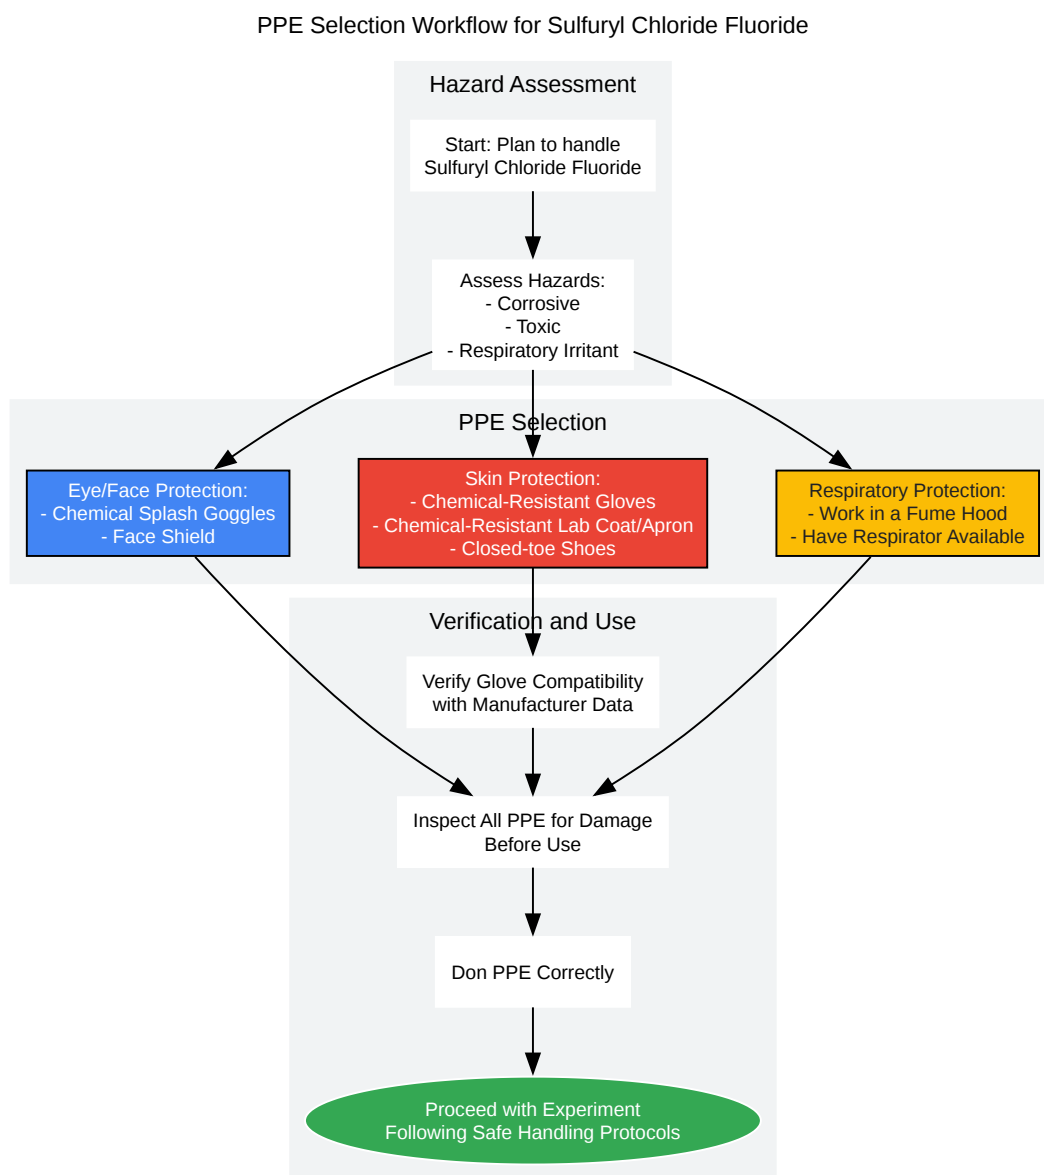 PPE Selection Workflow for Sulfuryl Chloride Fluoride
Hazard Assessment
Start: Plan to handle
Sulfuryl Chloride Fluoride
Assess Hazards:
- Corrosive
- Toxic
- Respiratory Irritant
PPE Selection
Eye/Face Protection:
- Chemical Splash Goggles
- Face Shield
Skin Protection:
- Chemical-Resistant Gloves
- Chemical-Resistant Lab Coat/Apron
- Closed-toe Shoes
Respiratory Protection:
- Work in a Fume Hood
- Have Respirator Available
Verification and Use
Verify Glove Compatibility
with Manufacturer Data
Inspect All PPE for Damage
Before Use
Don PPE Correctly
Proceed with Experiment
Following Safe Handling Protocols